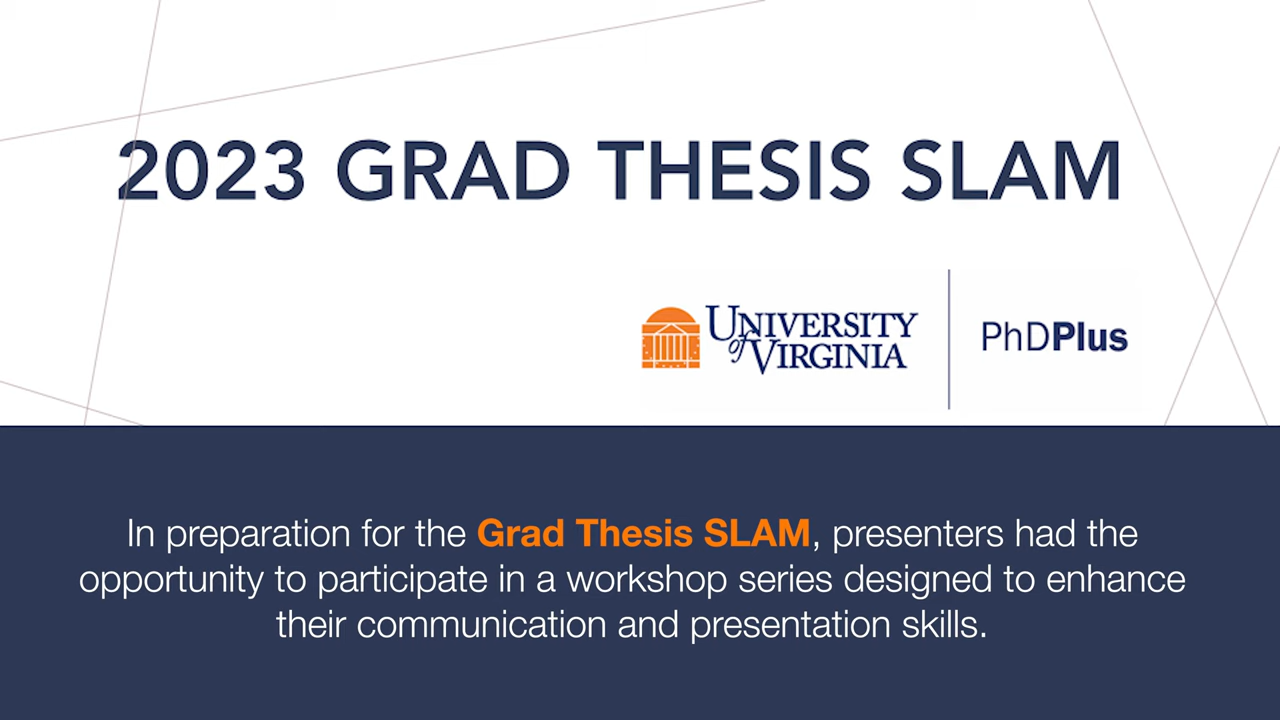 2023 GRAD THESIS SLAM
UNIVERSITY
of VIRGINIA
PhDPlus
In preparation for the Grad Thesis SLAM, presenters had the
opportunity to participate in a workshop series designed to enhance
their communication and presentation skills.